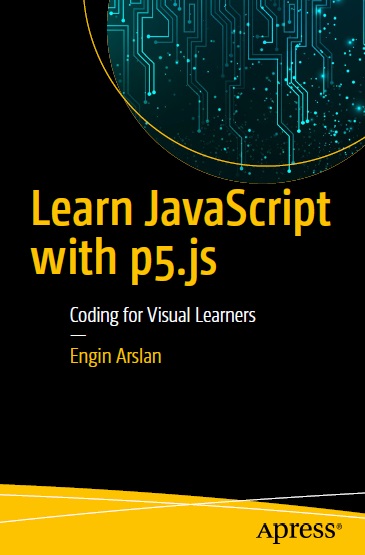 Learn JavaScript
with p5.js
Coding for Visual Learners
Engin Arslan
Apress®